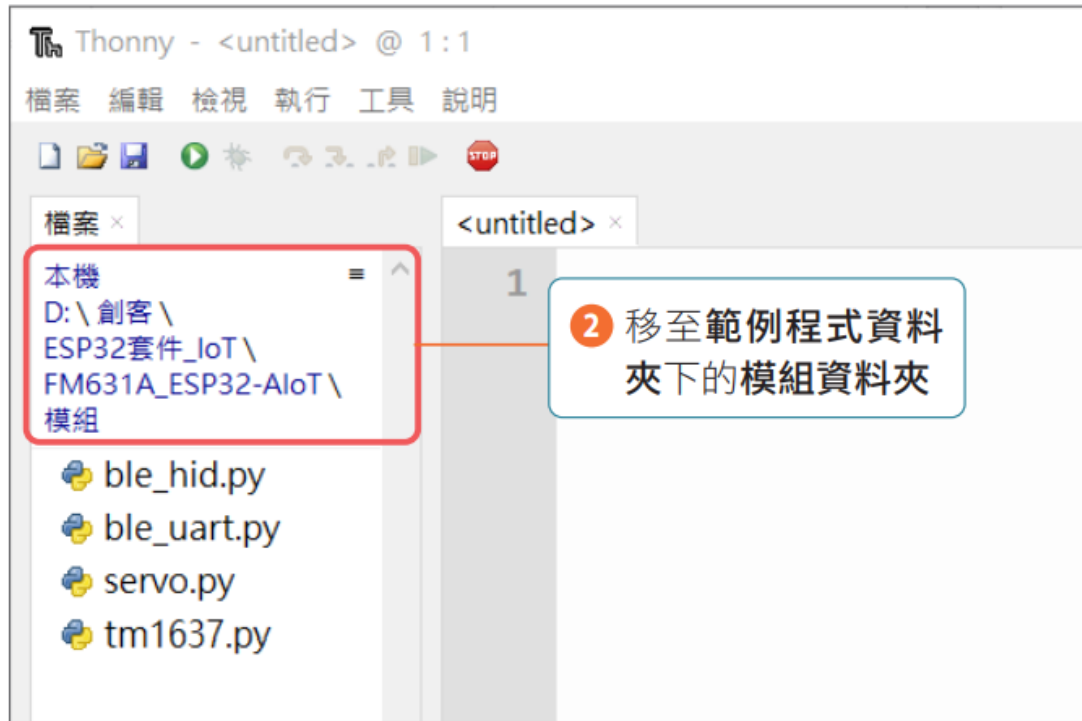 Thonny - <untitled> @ 1:1
檔案 編輯 檢視 執行 工具 說明
STOP
檔案 ×
<untitled> ×
本機 ≡
D:\創客\
ESP32套件_IoT\
FM631A_ESP32-AIoT\
模組
1
2 移至範例程式資料
夾下的模組資料夾
ble_hid.py
ble_uart.py
servo.py
tm1637.py